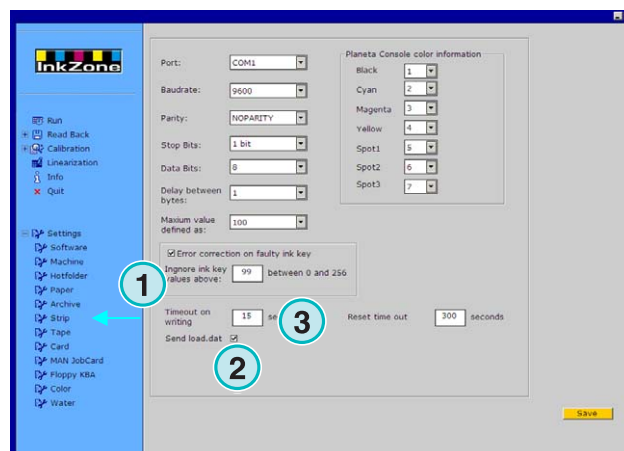 InkZone
Run
Read Back
Calibration
Linearization
Info
Quit
Settings
Software
Machine
Hotfolder
Paper
Archive
Strip
Tape
Card
MAN JobCard
Floppy KBA
Color
Water
Port: COM1
Baudrate: 9600
Parity: NOPARITY
Stop Bits: 1 bit
Data Bits: 8
Delay between bytes: 1
Maxium value defined as: 100
Planeta Console color information
Black 1
Cyan 2
Magenta 3
Yellow 4
Spot1 5
Spot2 6
Spot3 7
Error correction on faulty ink key
Ingnore ink key values above: 99 between 0 and 256
Timeout on writing 15 se
Reset time out 300 seconds
Send load.dat
1
2
3
Save